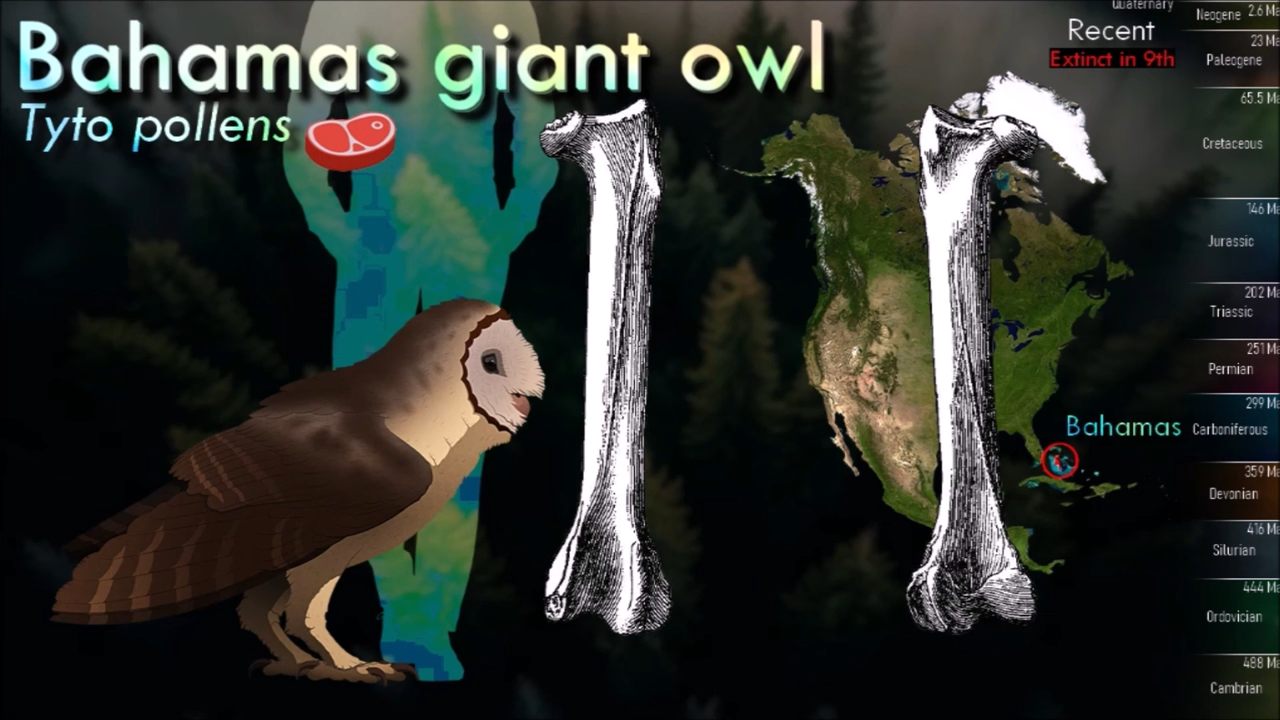 Bahamas giant owl
Tyto pollens
Recent
Extinct in 9th
Bahamas
Quaternary
2.6 Ma
Neogene
23 Ma
Paleogene
65.5 Ma
Cretaceous
146 Ma
Jurassic
202 Ma
Triassic
251 Ma
Permian
299 Ma
Carboniferous
359 Ma
Devonian
416 Ma
Silurian
444 Ma
Ordovician
488 Ma
Cambrian